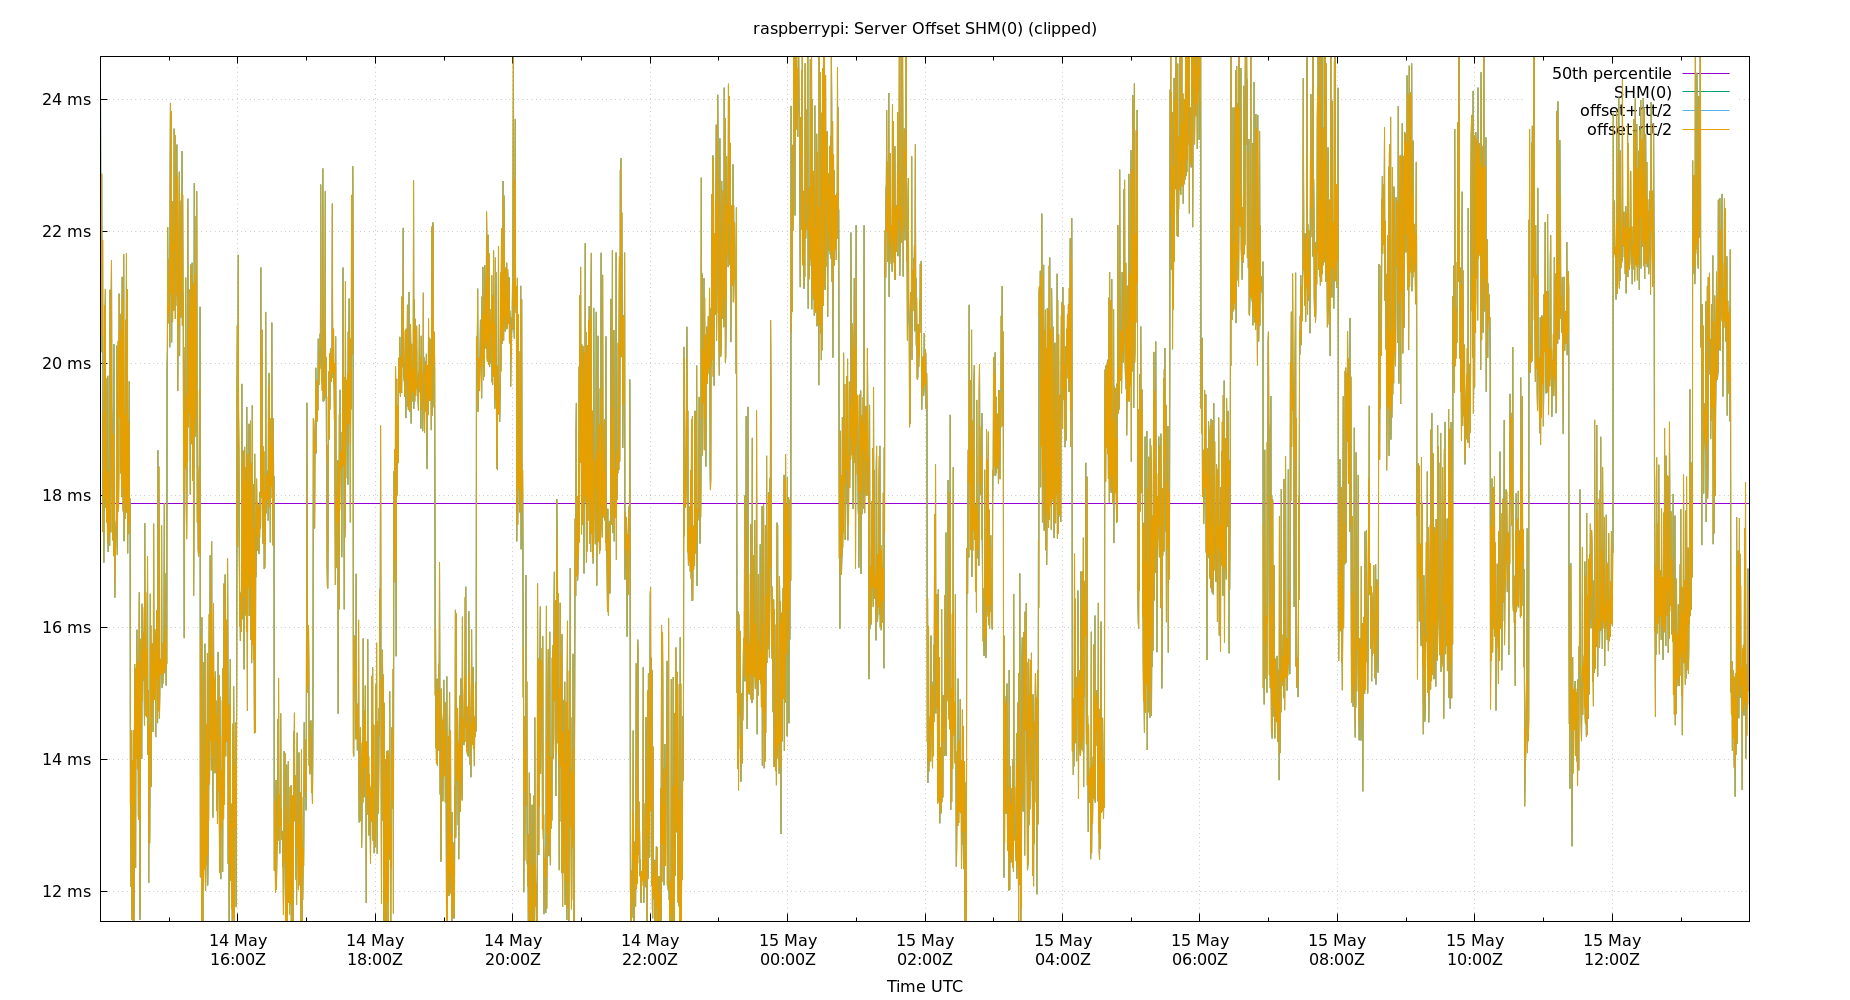 raspberrypi: Server Offset SHM(0) (clipped)
50th percentile
SHM(0)
offset+rtt/2
offset-rtt/2
24 ms
22 ms
20 ms
18 ms
16 ms
14 ms
12 ms
14 May 14 May 14 May 14 May 15 May 15 May 15 May 15 May 15 May 15 May 15 May
16:00Z 18:00Z 20:00Z 22:00Z 00:00Z 02:00Z 04:00Z 06:00Z 08:00Z 10:00Z 12:00Z
Time UTC